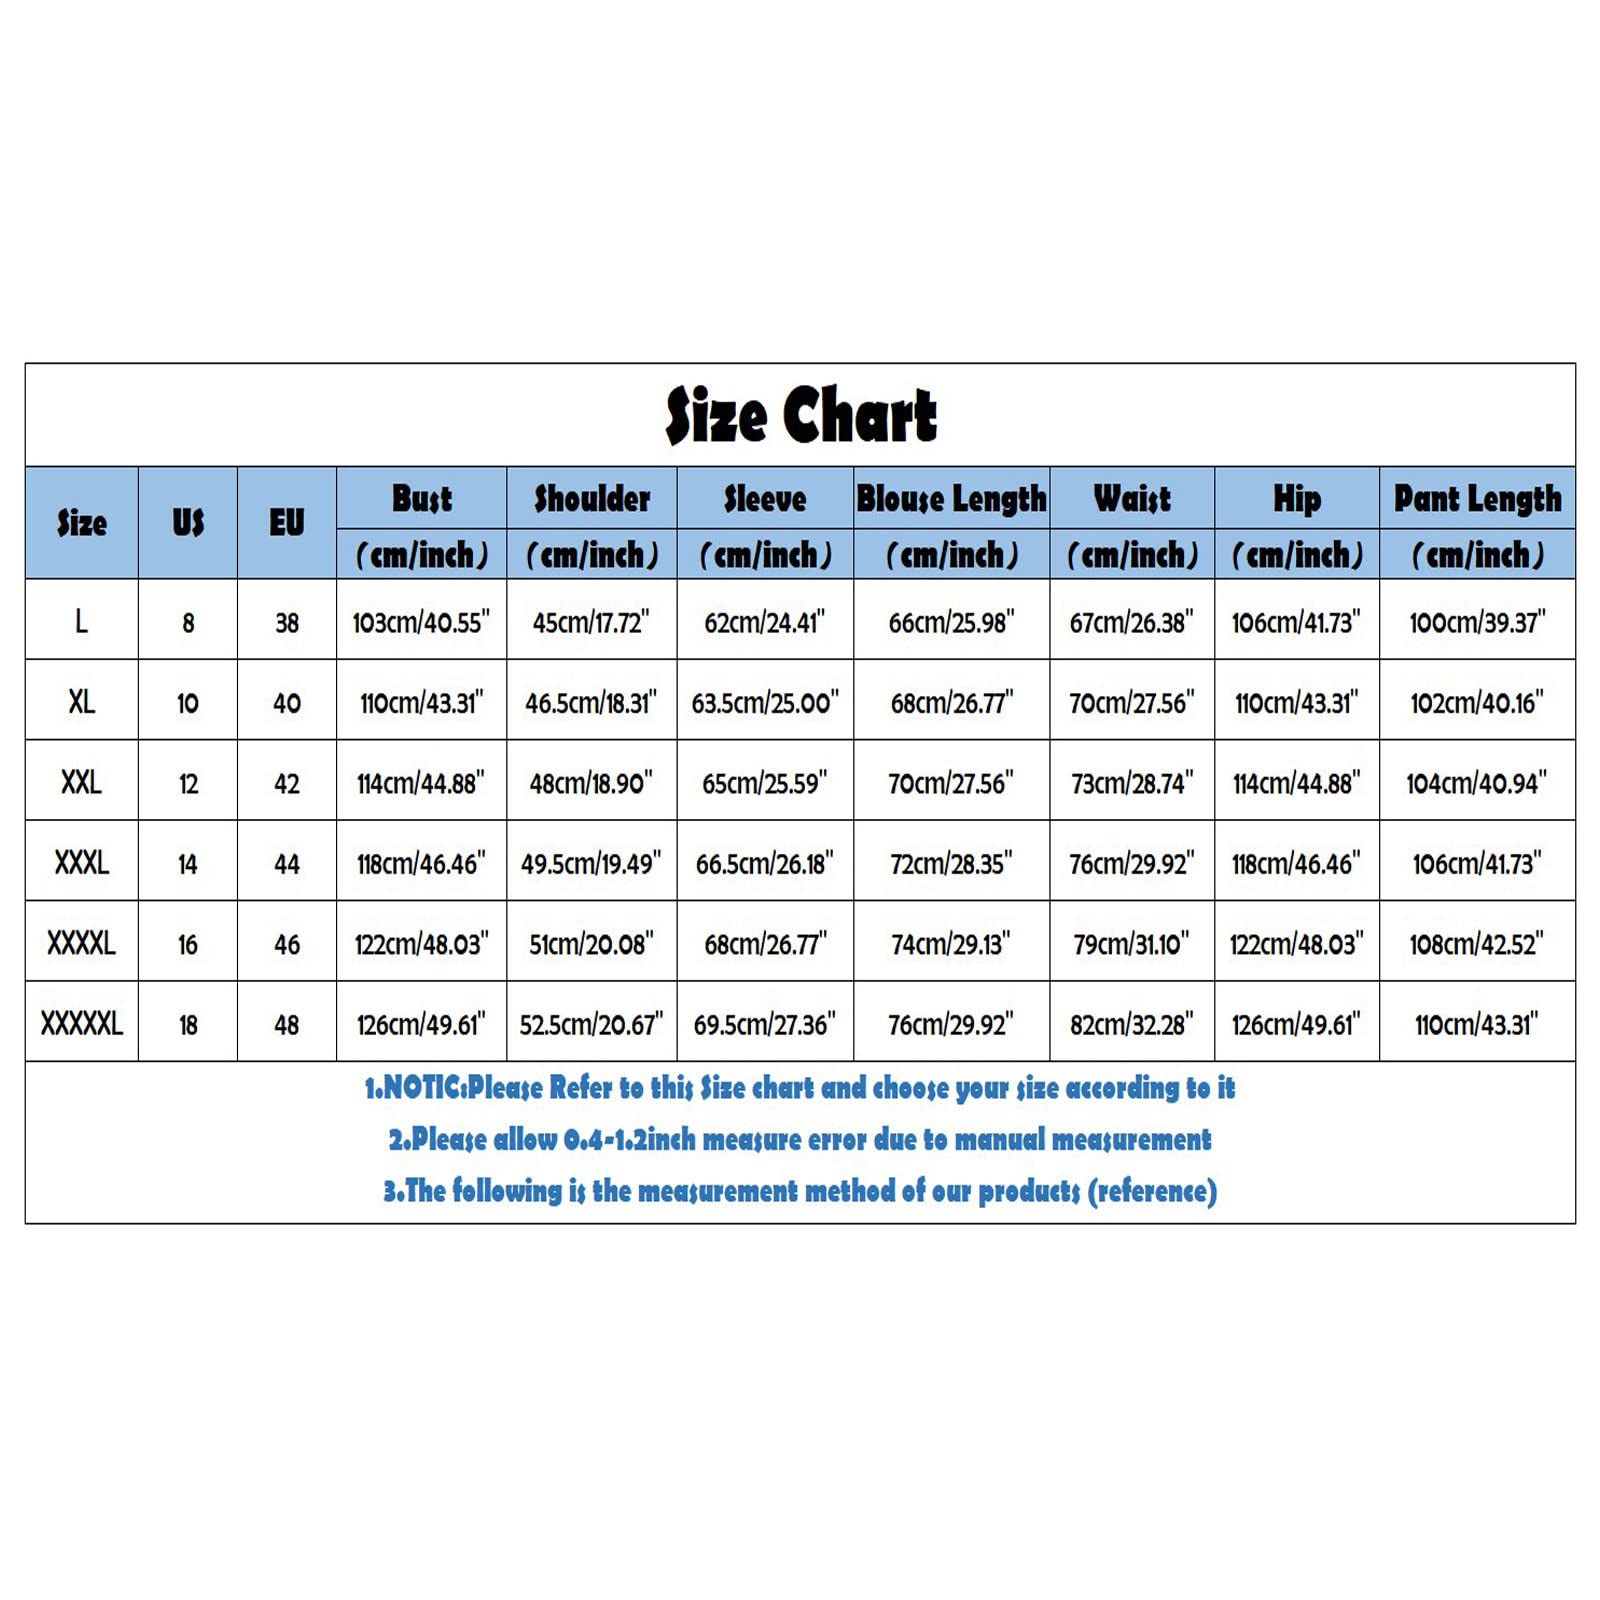 Size Chart
Size US EU Bust Shoulder Sleeve Blouse Length Waist Hip Pant Length
(cm/inch) (cm/inch) (cm/inch) (cm/inch) (cm/inch) (cm/inch) (cm/inch)
L 8 38 103cm/40.55" 45cm/17.72" 62cm/24.41" 66cm/25.98" 67cm/26.38" 106cm/41.73" 100cm/39.37"
XL 10 40 110cm/43.31" 46.5cm/18.31" 63.5cm/25.00" 68cm/26.77" 70cm/27.56" 110cm/43.31" 102cm/40.16"
XXL 12 42 114cm/44.88" 48cm/18.90" 65cm/25.59" 70cm/27.56" 73cm/28.74" 114cm/44.88" 104cm/40.94"
XXXL 14 44 118cm/46.46" 49.5cm/19.49" 66.5cm/26.18" 72cm/28.35" 76cm/29.92" 118cm/46.46" 106cm/41.73"
XXXXL 16 46 122cm/48.03" 51cm/20.08" 68cm/26.77" 74cm/29.13" 79cm/31.10" 122cm/48.03" 108cm/42.52"
XXXXXL 18 48 126cm/49.61" 52.5cm/20.67" 69.5cm/27.36" 76cm/29.92" 82cm/32.28" 126cm/49.61" 110cm/43.31"
1.NOTIC:Please Refer to this Size chart and choose your size according to it
2.Please allow 0.4-1.2inch measure error due to manual measurement
3.The following is the measurement method of our products (reference)